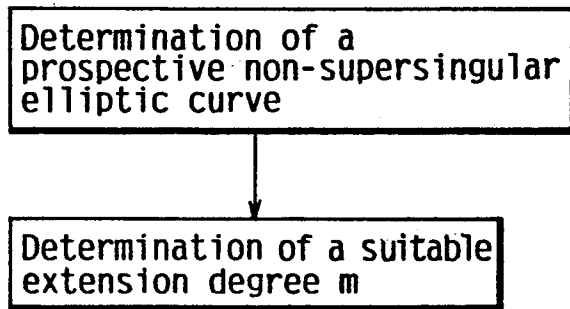 Determination of a
prospective non-supersingular
elliptic curve
Determination of a suitable
extension degree m